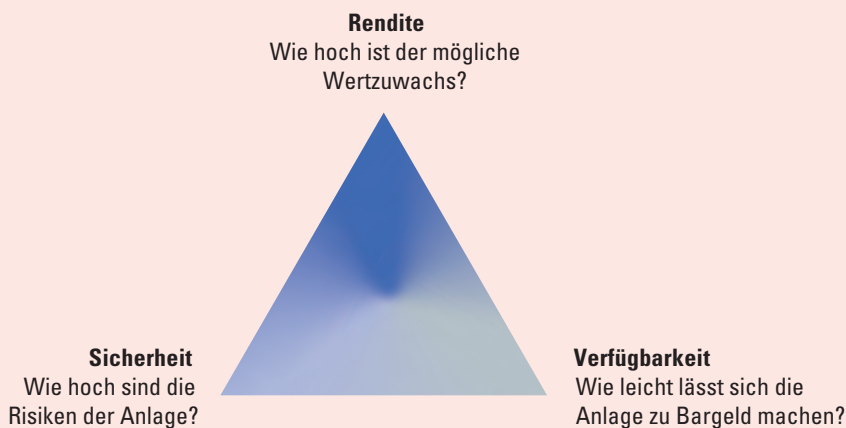 Rendite
Wie hoch ist der mögliche
Wertzuwachs?
Sicherheit
Wie hoch sind die
Risiken der Anlage?
Verfügbarkeit
Wie leicht lässt sich die
Anlage zu Bargeld machen?